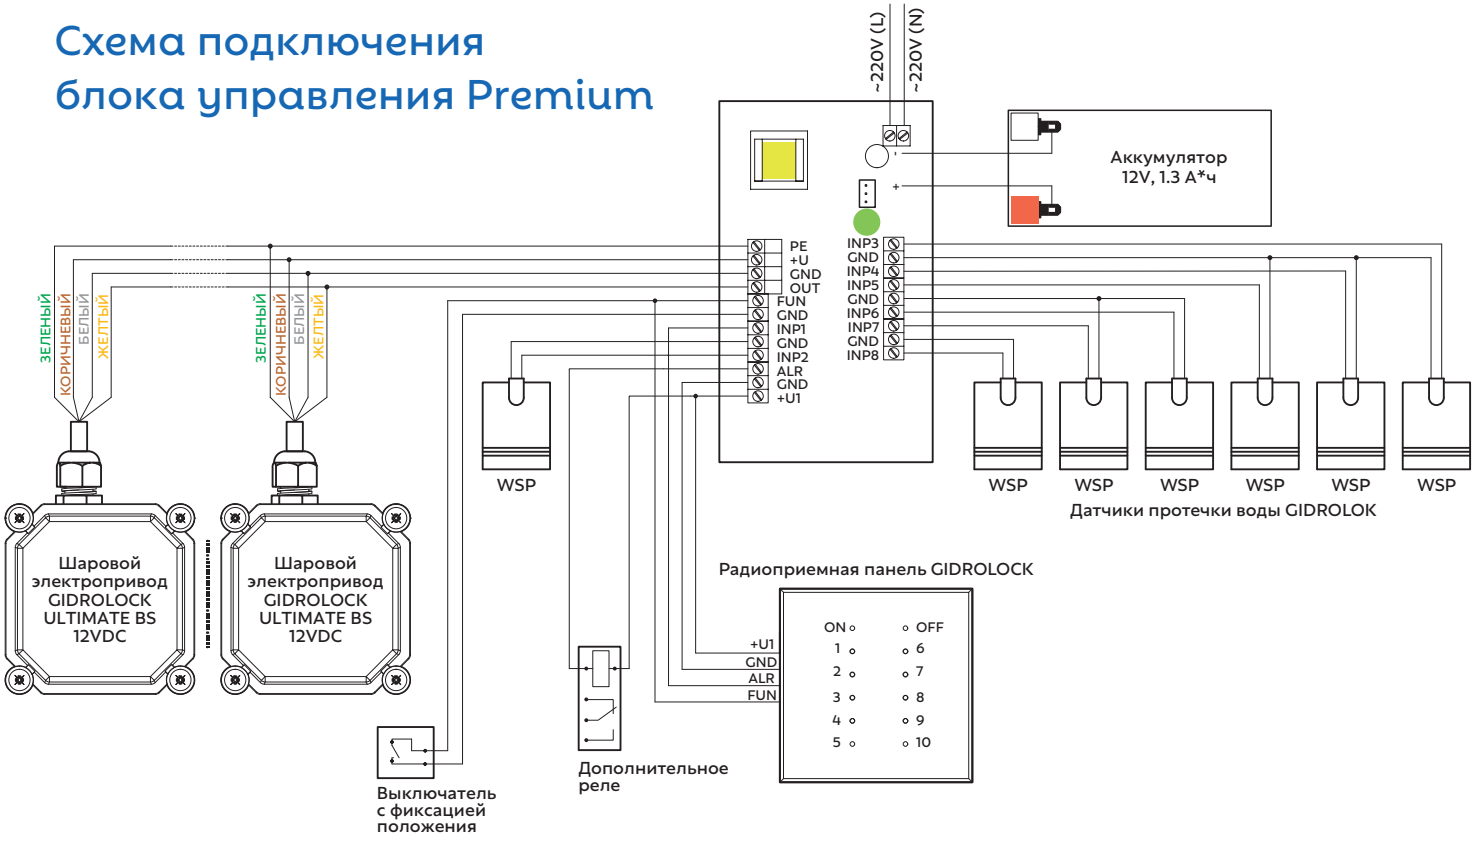 Схема подключения
блока управления Premium
~220V (L)
~220V (N)
-
+
Аккумулятор
12V, 1.3 А*ч
PE
+U
GND
OUT
FUN
GND
INP1
GND
INP2
ALR
GND
+U1
INP3
GND
INP4
INP5
GND
INP6
INP7
GND
INP8
ЗЕЛЕНЫЙ
КОРИЧНЕВЫЙ
БЕЛЫЙ
ЖЕЛТЫЙ
ЗЕЛЕНЫЙ
КОРИЧНЕВЫЙ
БЕЛЫЙ
ЖЕЛТЫЙ
WSP
WSP
WSP
WSP
WSP
WSP
WSP
Датчики протечки воды GIDROLOK
Шаровой
электропривод
GIDROLOCK
ULTIMATE BS
12VDC
Шаровой
электропривод
GIDROLOCK
ULTIMATE BS
12VDC
Радиоприемная панель GIDROLOCK
+U1
GND
ALR
FUN
ON OFF
1 6
2 7
3 8
4 9
5 10
Дополнительное
реле
Выключатель
с фиксацией
положения